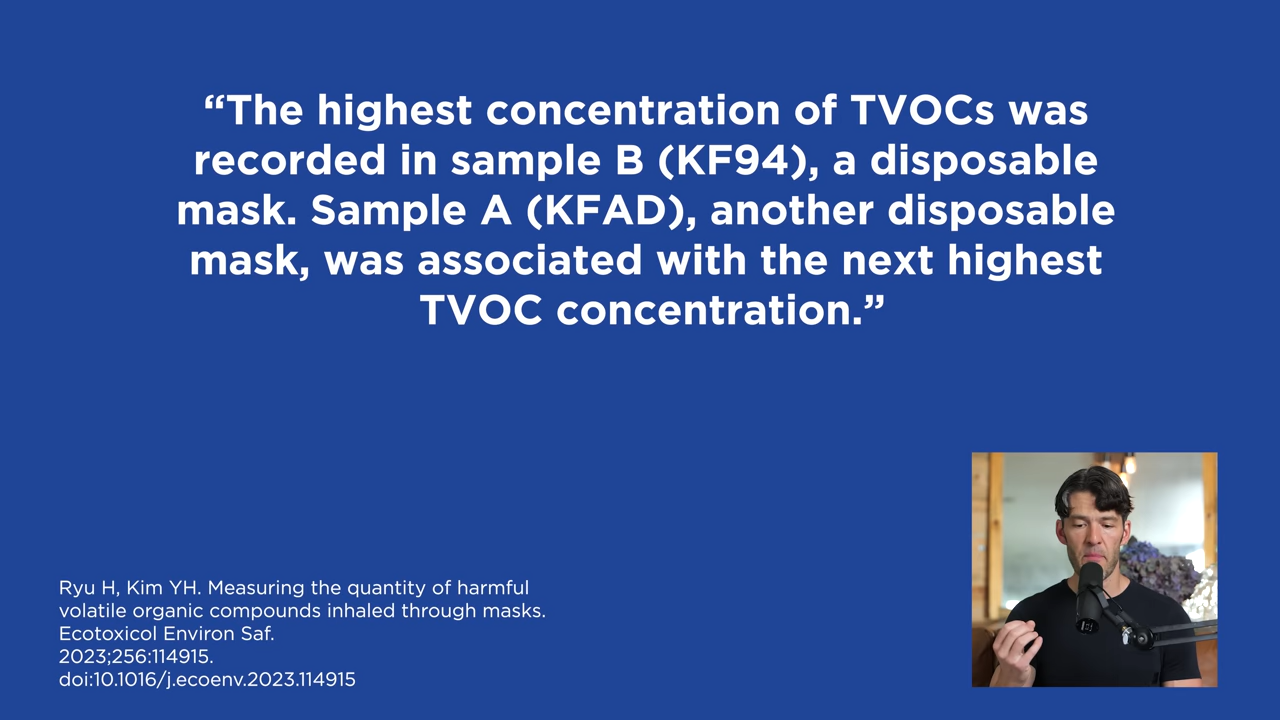 “The highest concentration of TVOCs was
recorded in sample B (KF94), a disposable
mask. Sample A (KFAD), another disposable
mask, was associated with the next highest
TVOC concentration.”
Ryu H, Kim YH. Measuring the quantity of harmful
volatile organic compounds inhaled through masks.
Ecotoxicol Environ Saf.
2023;256:114915.
doi:10.1016/j.ecoenv.2023.114915